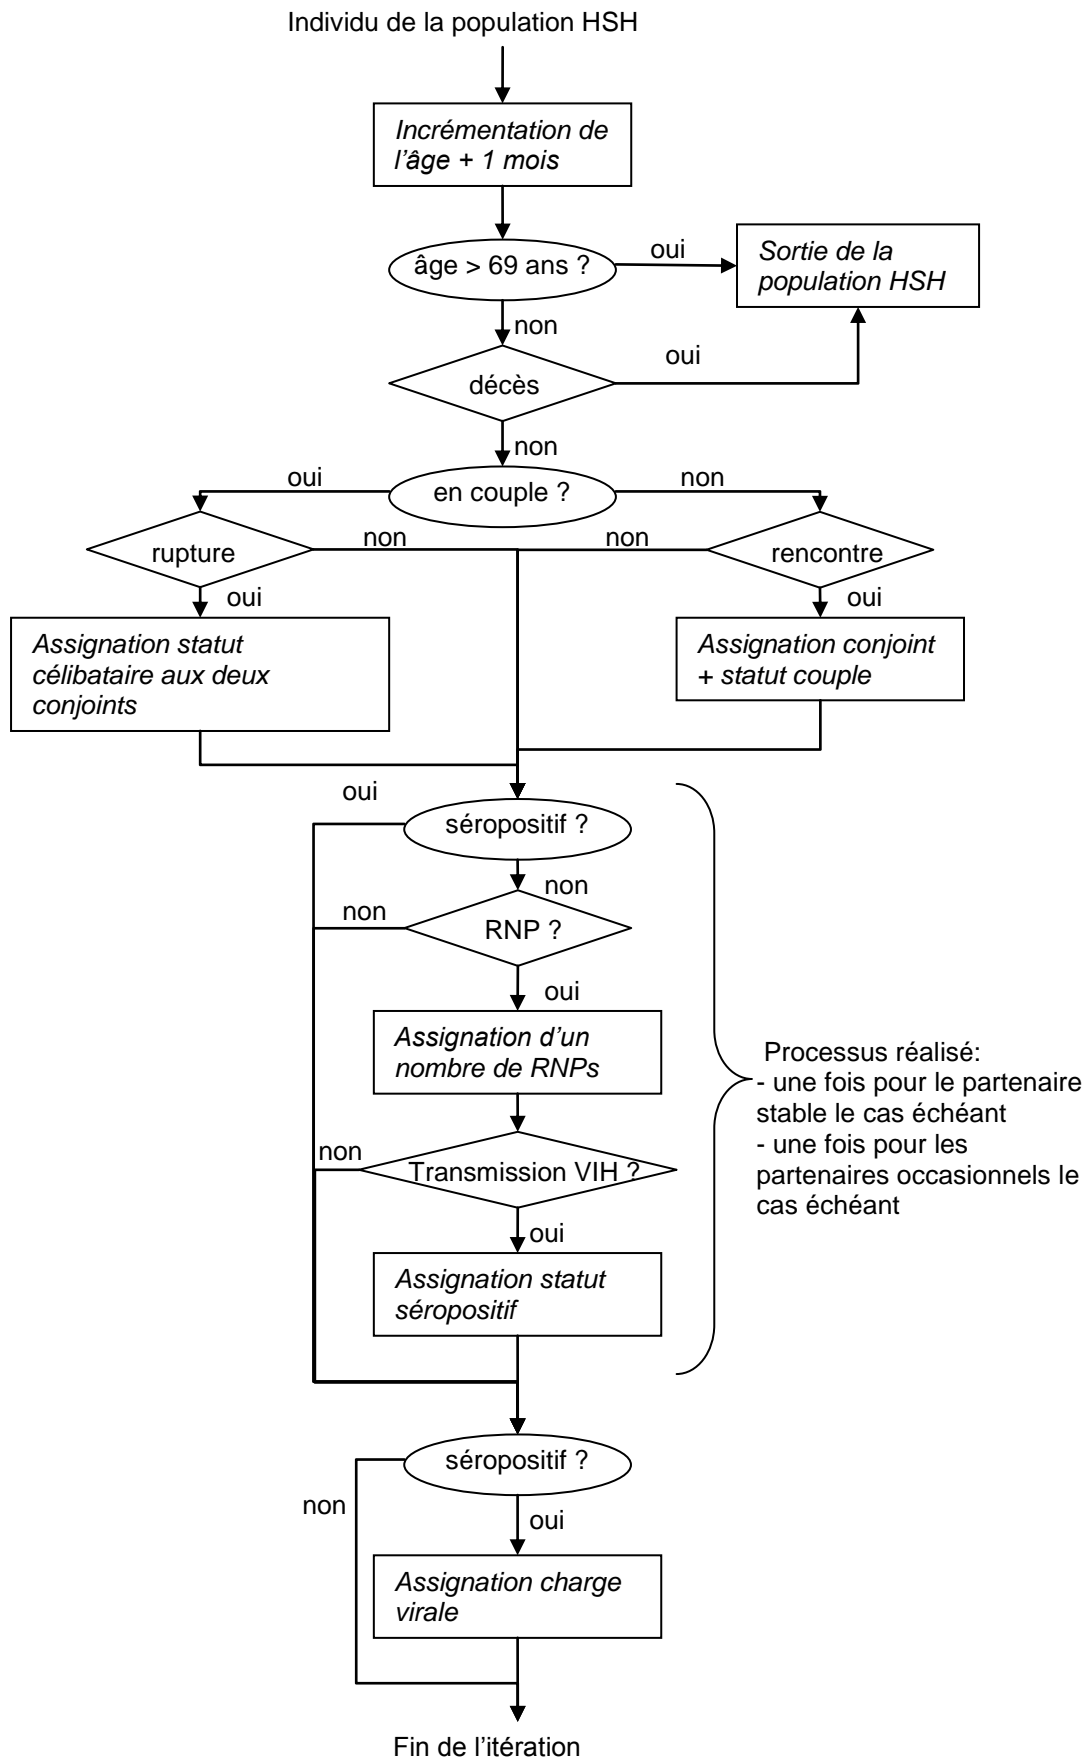 Individu de la population HSH
Incrémentation de
l’âge + 1 mois
âge > 69 ans ?
oui
Sortie de la
population HSH
non
décès
oui
non
oui
en couple ?
non
rupture
non
non
rencontre
oui
oui
Assignation statut
célibataire aux deux
conjoints
Assignation conjoint
+ statut couple
oui
séropositif ?
non
non
RNP ?
oui
Assignation d’un
nombre de RNPs
Processus réalisé:
- une fois pour le partenaire
stable le cas échéant
- une fois pour les
partenaires occasionnels le
cas échéant
non
Transmission VIH ?
oui
Assignation statut
séropositif
séropositif ?
non
oui
Assignation charge
virale
Fin de l’itération